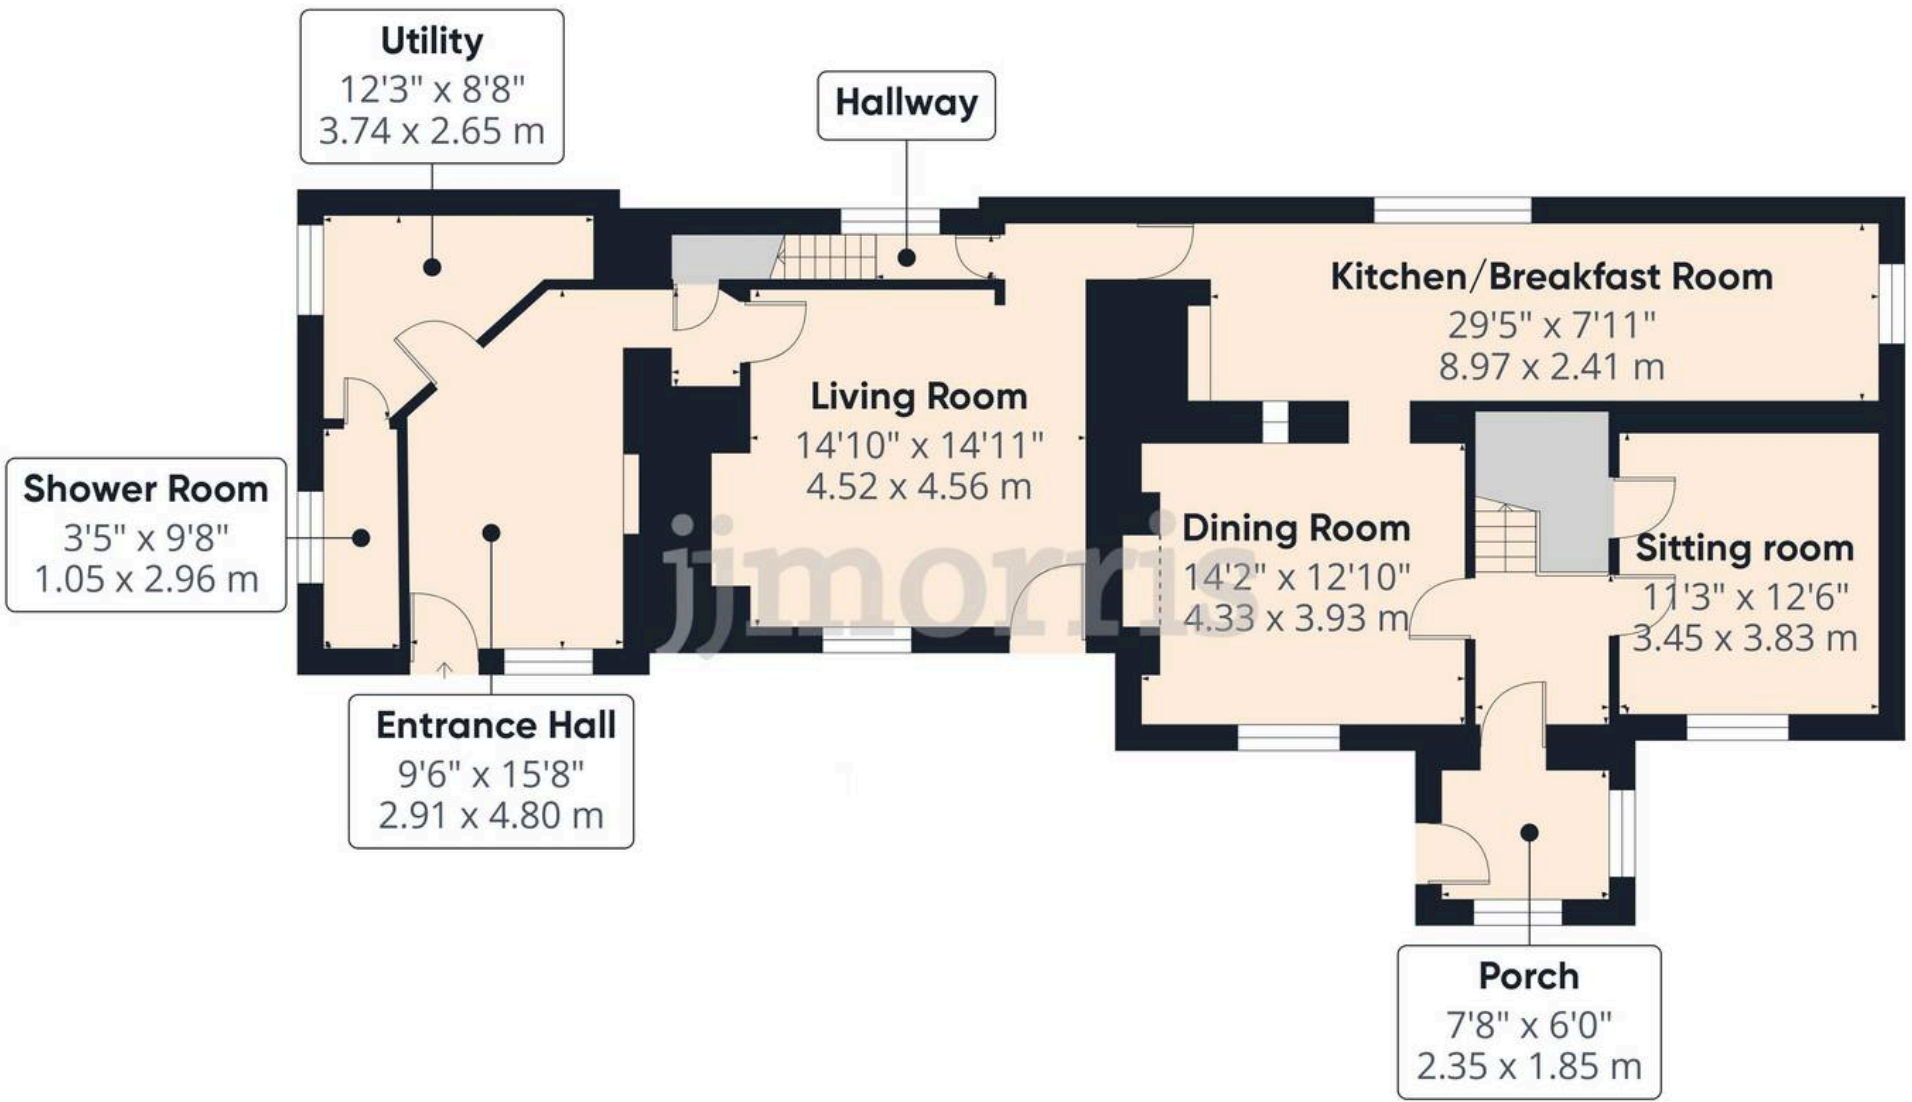 Utility
12'3" x 8'8"
3.74 x 2.65 m
Hallway
Kitchen/Breakfast Room
29'5" x 7'11"
8.97 x 2.41 m
Living Room
14'10" x 14'11"
4.52 x 4.56 m
Shower Room
3'5" x 9'8"
1.05 x 2.96 m
Dining Room
14'2" x 12'10"
4.33 x 3.93 m
Sitting room
11'3" x 12'6"
3.45 x 3.83 m
jjmorris
Entrance Hall
9'6" x 15'8"
2.91 x 4.80 m
Porch
7'8" x 6'0"
2.35 x 1.85 m